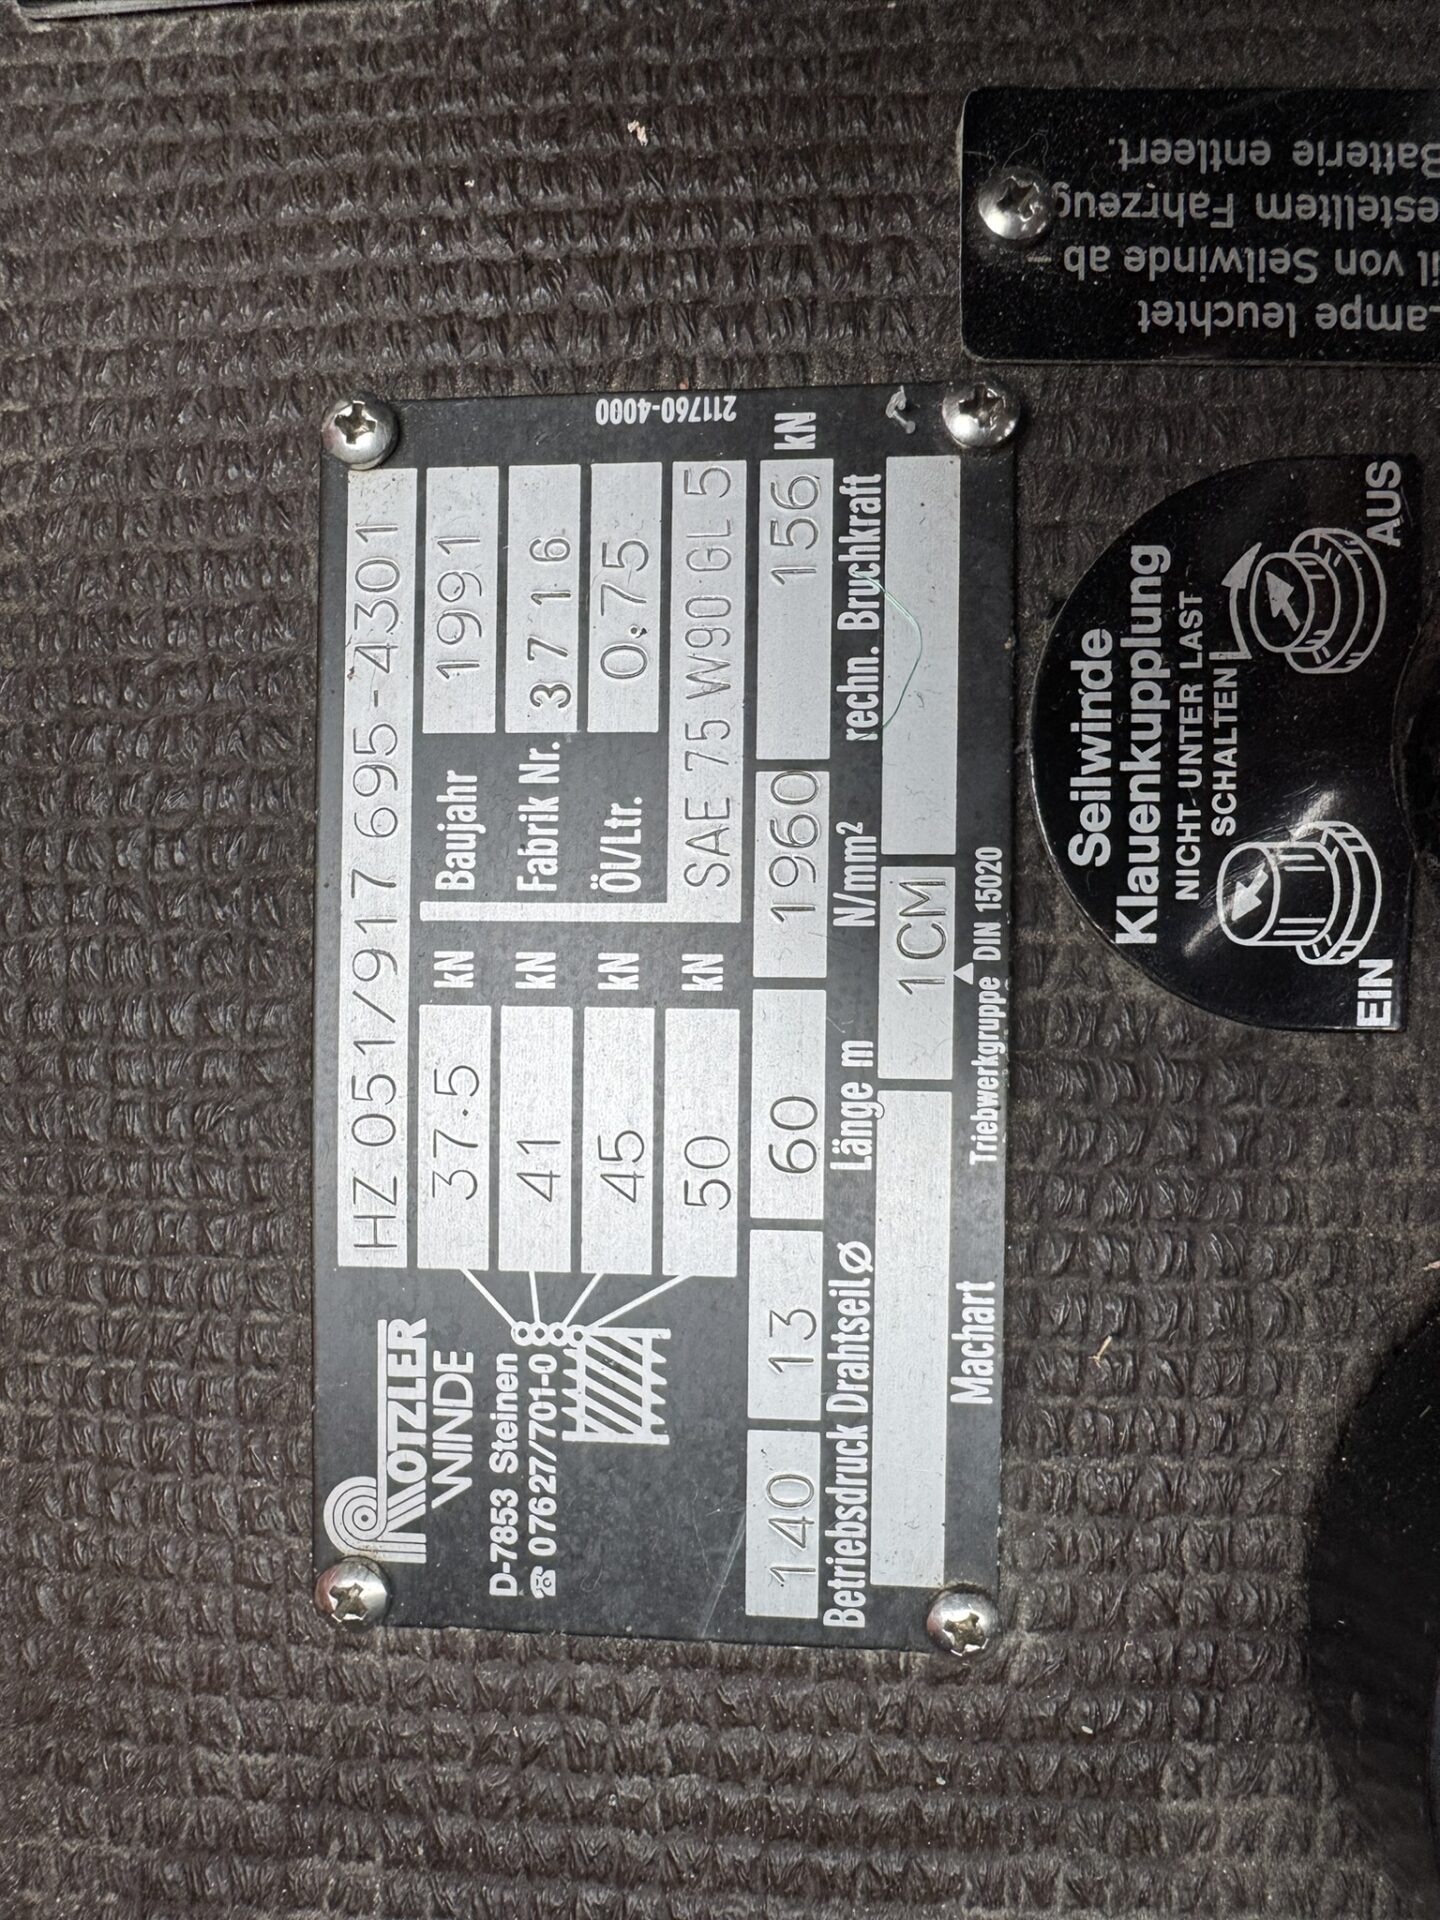 ROTZLER
WINDE
D-7853 Steinen
☎ 07627/701-0
HZ 051/917 695-4301
37.5 kN
41 kN
45 kN
50 kN
Baujahr 1991
Fabrik Nr. 3716
Öl/Ltr. 0.75
SAE 75 W90 GL 5
140 13 60 1960 156 kN
Betriebsdruck Drahtseil Ø Länge m N/mm² rechn. Bruchkraft
1CM
Machart Triebwerkgruppe DIN 15020
211760-4000
Seilwinde
Klauenkupplung
NICHT UNTER LAST
SCHALTEN
EIN
AUS
Lampe leuchtet
von Seilwinde ab –
Fahrzeug
Batterie entleert.